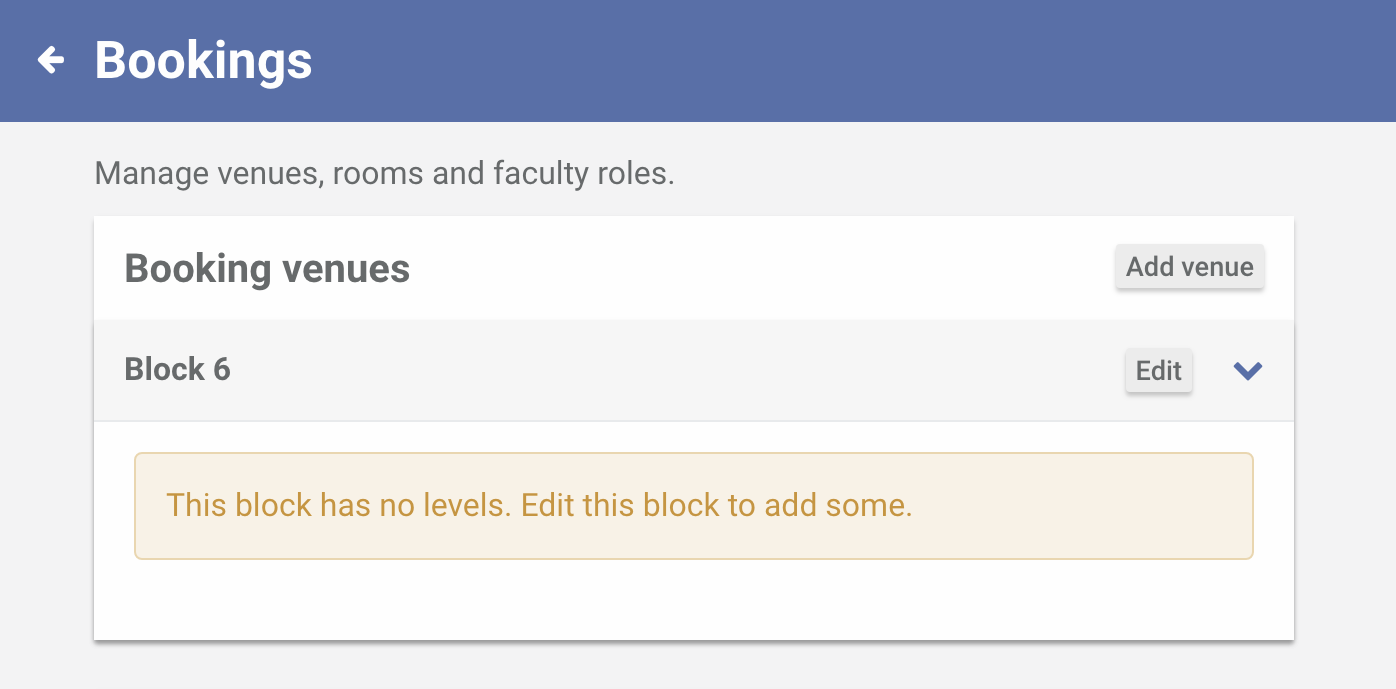 Bookings
Manage venues, rooms and faculty roles.
Booking venues
Add venue
Block 6
Edit
This block has no levels. Edit this block to add some.